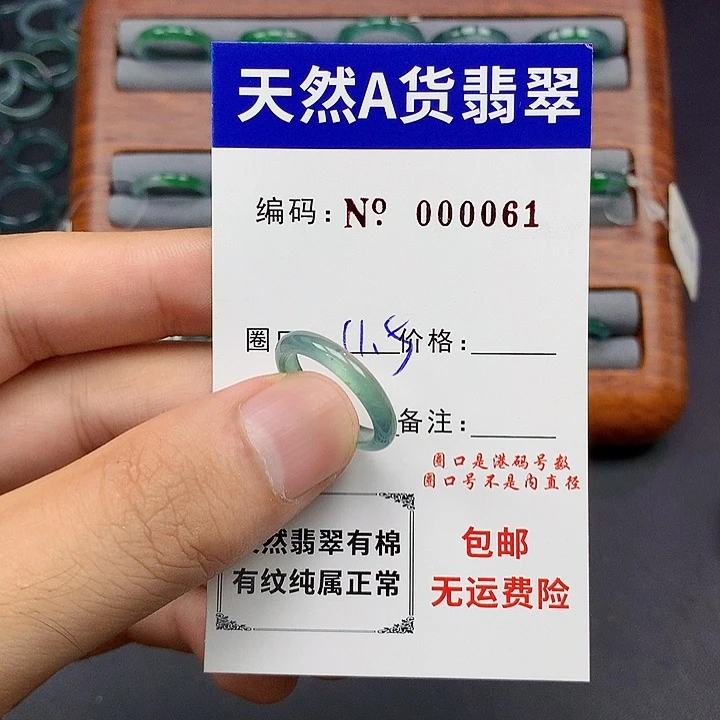 天然A货翡翠
编码: Nº 000061
圈 11.5 价格:
备注:
圈口是港码号数
圈口号不是内直径
然翡翠有棉
有纹纯属正常
包邮
无运费险